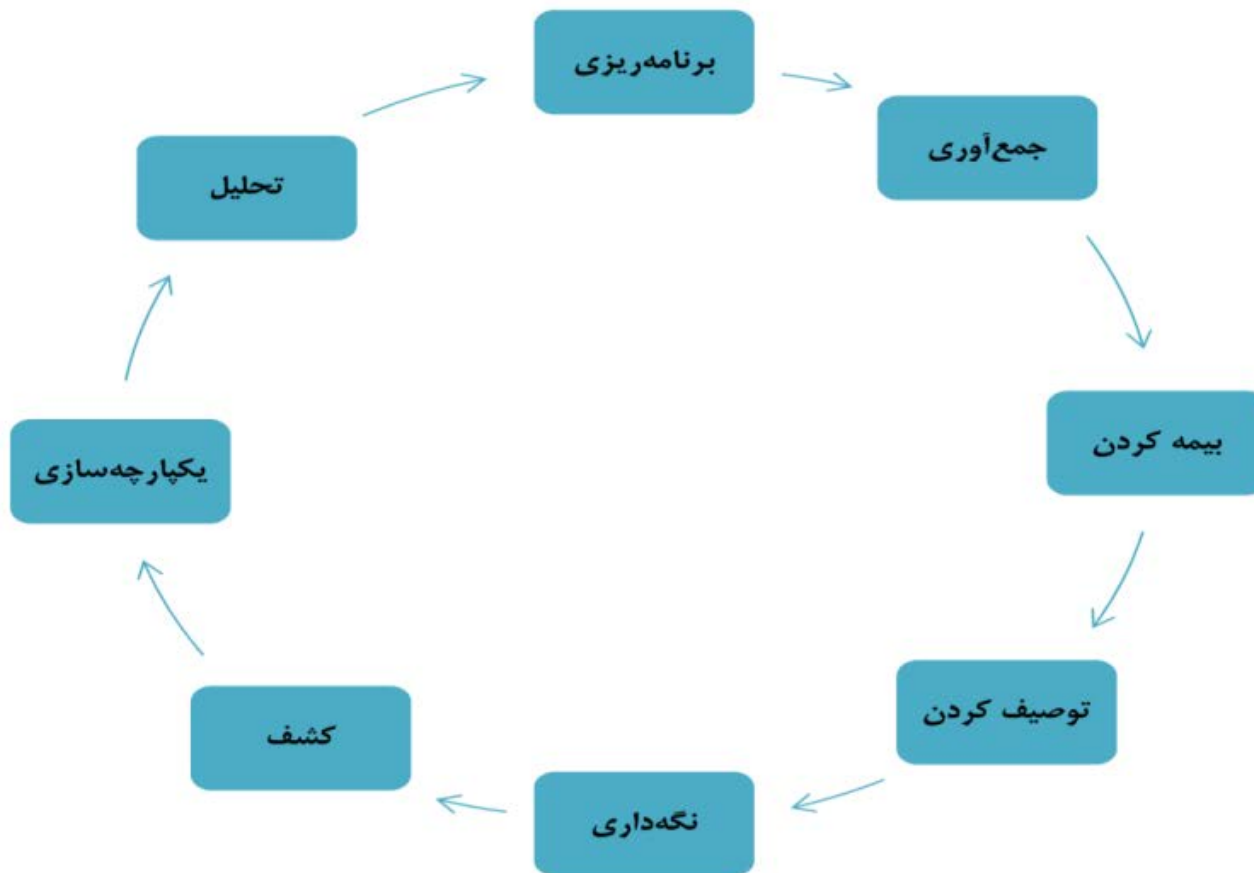 برنامه‌ریزی
جمع‌آوری
بیمه کردن
توصیف کردن
نگه‌داری
کشف
یکپارچه‌سازی
تحلیل